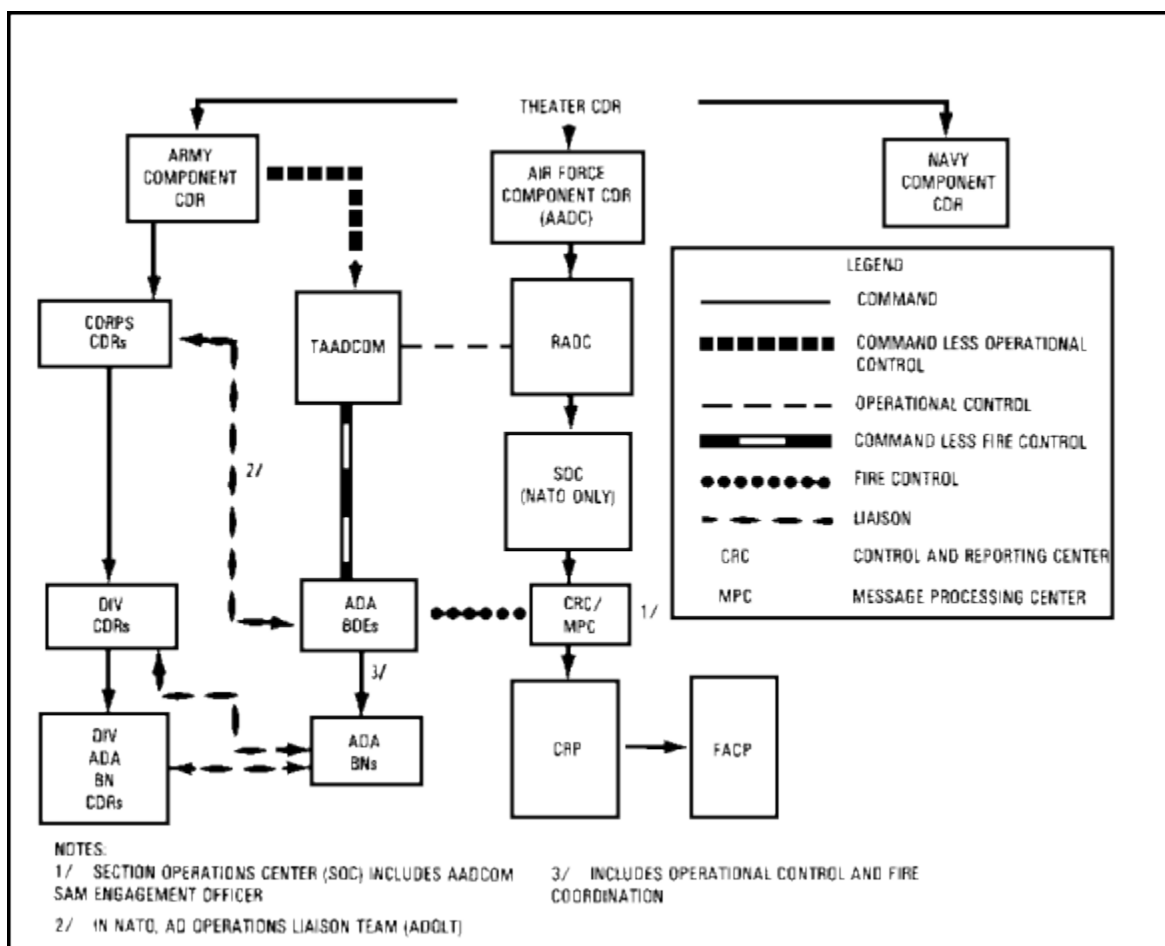 THEATER CDR
ARMY
COMPONENT
CDR
AIR FORCE
COMPONENT CDR
(AADC)
NAVY
COMPONENT
CDR
CORPS
CDRs
TAADCOM
RADC
2/
SOC
(NATO ONLY)
DIV
CDRs
ADA
BDEs
CRC/
MPC
1/
3/
DIV
ADA
BN
CDRs
ADA
BNs
CRP
FACP
LEGEND
COMMAND
COMMAND LESS OPERATIONAL
CONTROL
OPERATIONAL CONTROL
COMMAND LESS FIRE CONTROL
FIRE CONTROL
LIAISON
CRC CONTROL AND REPORTING CENTER
MPC MESSAGE PROCESSING CENTER
NOTES:
1/ SECTION OPERATIONS CENTER (SOC) INCLUDES AADCOM
SAM ENGAGEMENT OFFICER
2/ IN NATO, AD OPERATIONS LIAISON TEAM (ADOLT)
3/ INCLUDES OPERATIONAL CONTROL AND FIRE
COORDINATION